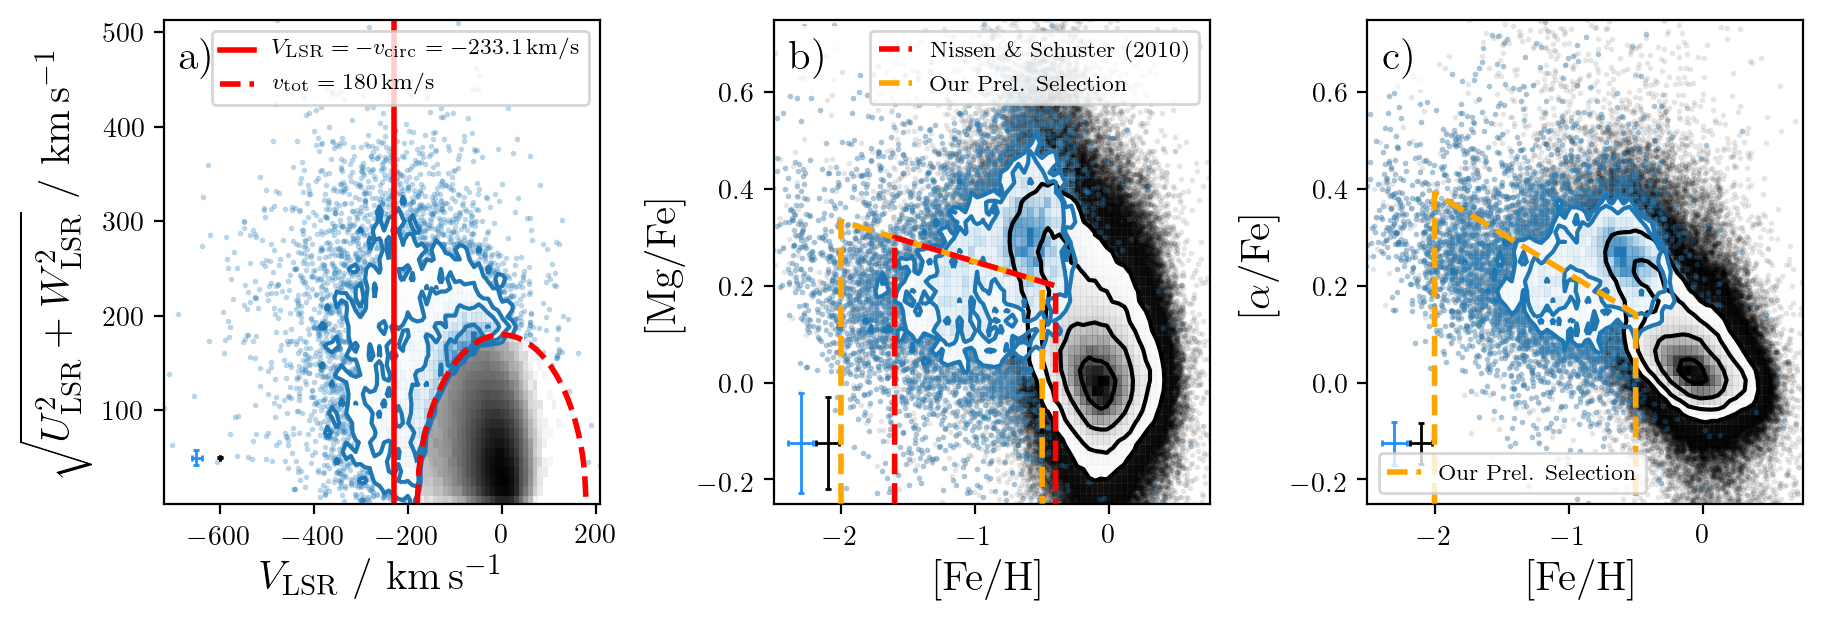 a)
V_LSR = −v_circ = −233.1 km/s
v_tot = 180 km/s
500
400
300
200
100
√U²_LSR + W²_LSR / km s⁻¹
−600 −400 −200 0 200
V_LSR / km s⁻¹
b)
Nissen & Schuster (2010)
Our Prel. Selection
0.6
0.4
0.2
0.0
−0.2
[Mg/Fe]
−2 −1 0
[Fe/H]
c)
0.6
0.4
0.2
0.0
−0.2
[α/Fe]
Our Prel. Selection
−2 −1 0
[Fe/H]